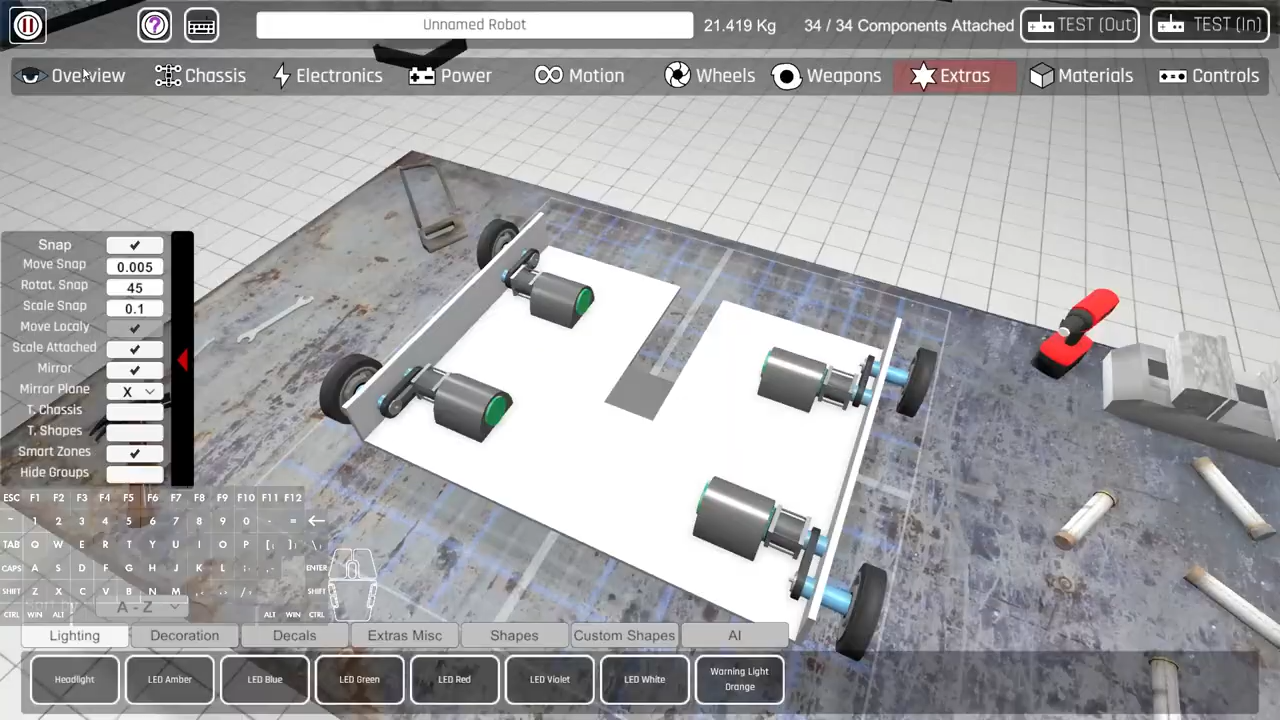 Unnamed Robot
21.419 Kg
34 / 34 Components Attached
TEST (Out)
TEST (In)
Overview
Chassis
Electronics
Power
Motion
Wheels
Weapons
Extras
Materials
Controls
Snap
Move Snap 0.005
Rotat. Snap 45
Scale Snap 0.1
Move Localy
Scale Attached
Mirror
Mirror Plane X
T. Chassis
T. Shapes
Smart Zones
Hide Groups
ESC F1 F2 F3 F4 F5 F6 F7 F8 F9 F10 F11 F12
~ 1 2 3 4 5 6 7 8 9 0 - =
TAB Q W E R T Y U I O P [ ] \
CAPS A S D F G H J K L ; ENTER
SHIFT Z X C V B N M , . / SHIFT
CTRL WIN ALT ALT WIN CTRL
A - Z
Lighting
Decoration
Decals
Extras Misc
Shapes
Custom Shapes
AI
Headlight
LED Amber
LED Blue
LED Green
LED Red
LED Violet
LED White
Warning Light
Orange